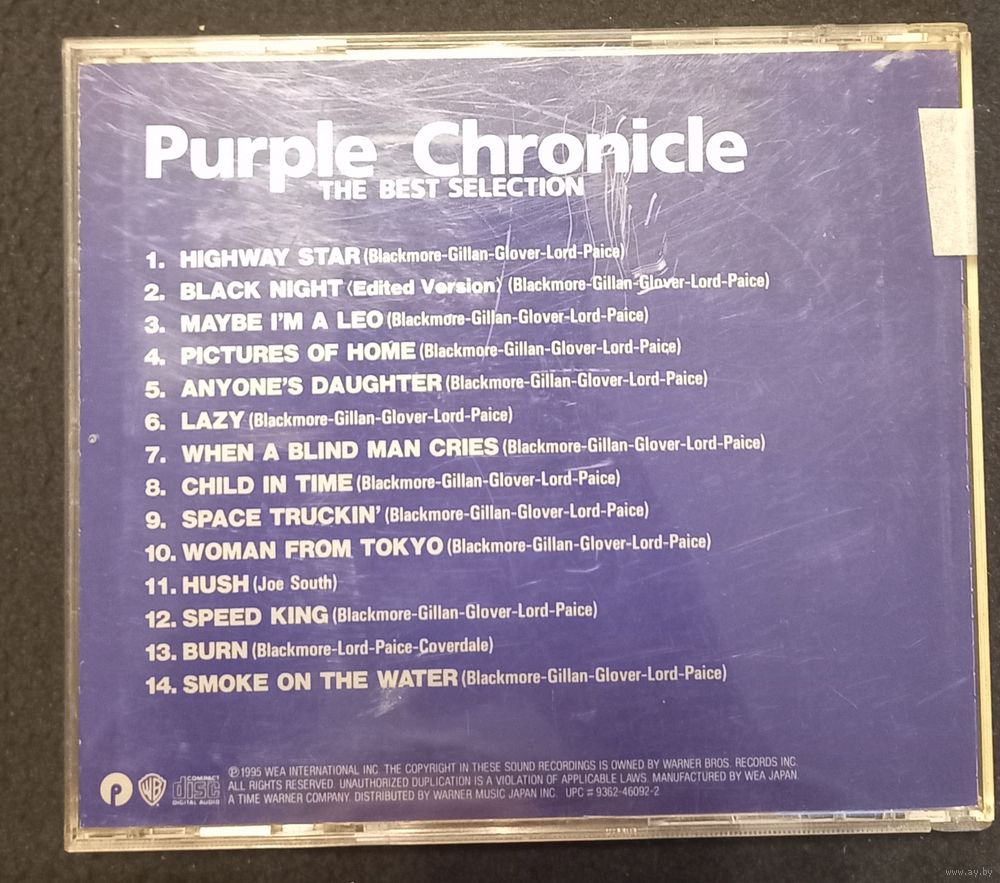 Purple Chronicle
THE BEST SELECTION
1. HIGHWAY STAR (Blackmore-Gillan-Glover-Lord-Paice)
2. BLACK NIGHT 〈Edited Version〉 (Blackmore-Gillan-Glover-Lord-Paice)
3. MAYBE I'M A LEO (Blackmore-Gillan-Glover-Lord-Paice)
4. PICTURES OF HOME (Blackmore-Gillan-Glover-Lord-Paice)
5. ANYONE'S DAUGHTER (Blackmore-Gillan-Glover-Lord-Paice)
6. LAZY (Blackmore-Gillan-Glover-Lord-Paice)
7. WHEN A BLIND MAN CRIES (Blackmore-Gillan-Glover-Lord-Paice)
8. CHILD IN TIME (Blackmore-Gillan-Glover-Lord-Paice)
9. SPACE TRUCKIN' (Blackmore-Gillan-Glover-Lord-Paice)
10. WOMAN FROM TOKYO (Blackmore-Gillan-Glover-Lord-Paice)
11. HUSH (Joe South)
12. SPEED KING (Blackmore-Gillan-Glover-Lord-Paice)
13. BURN (Blackmore-Lord-Paice-Coverdale)
14. SMOKE ON THE WATER (Blackmore-Gillan-Glover-Lord-Paice)
P WB COMPACT disc DIGITAL AUDIO
℗1995 WEA INTERNATIONAL INC. THE COPYRIGHT IN THESE SOUND RECORDINGS IS OWNED BY WARNER BROS. RECORDS INC.
ALL RIGHTS RESERVED. UNAUTHORIZED DUPLICATION IS A VIOLATION OF APPLICABLE LAWS. MANUFACTURED BY WEA JAPAN.
A TIME WARNER COMPANY. DISTRIBUTED BY WARNER MUSIC JAPAN INC. UPC # 9362-46092-2
www.ay.by